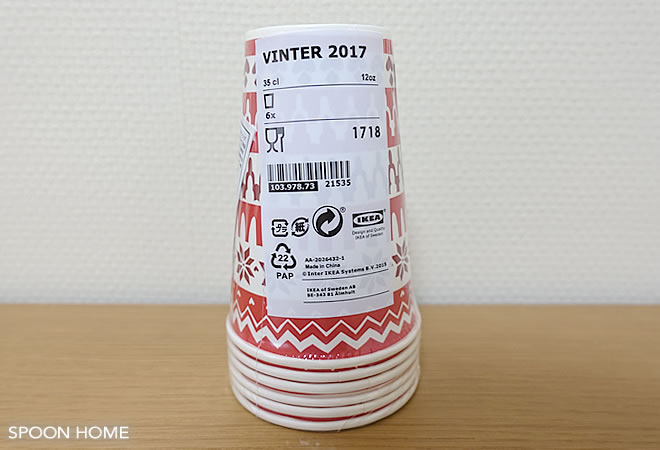 VINTER 2017
35 cl 12oz
6x
1718
103.978.73 21535
プラ 紙 ® IKEA ®
Design and Quality
IKEA of Sweden
22
PAP
AA-2026432-1
Made in China
© Inter IKEA Systems B.V. 2015
IKEA of Sweden AB
SE-343 81 Älmhult
SPOON HOME